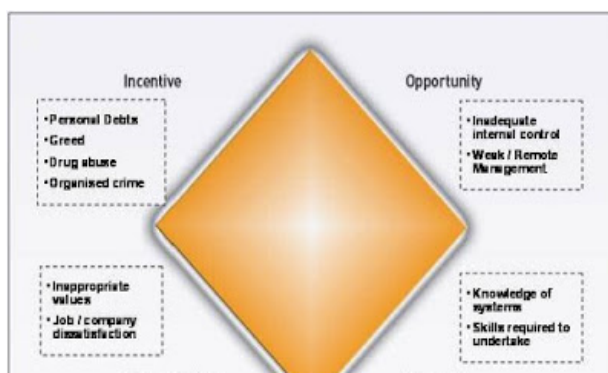 Incentive
• Personal Debts
• Greed
• Drug abuse
• Organised crime
Opportunity
• Inadequate
internal control
• Weak / Remote
Management
• Inappropriate
values
• Job / company
dissatisfaction
• Knowledge of
systems
• Skills required to
undertake